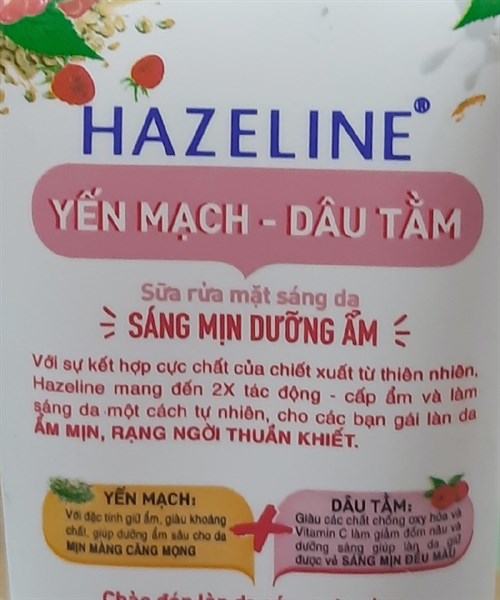 HAZELINE®
YẾN MẠCH - DÂU TẰM
Sữa rửa mặt sáng da
SÁNG MỊN DƯỠNG ẨM
Với sự kết hợp cực chất của chiết xuất từ thiên nhiên,
Hazeline mang đến 2X tác động - cấp ẩm và làm
sáng da một cách tự nhiên, cho các bạn gái làn da
ẨM MỊN, RẠNG NGỜI THUẦN KHIẾT.
YẾN MẠCH:
Với đặc tính giữ ẩm, giàu khoáng
chất, giúp dưỡng ẩm sâu cho da
MỊN MÀNG CĂNG MỌNG
+
DÂU TẰM:
Giàu các chất chống oxy hóa và
Vitamin C làm giảm đốm nâu và
dưỡng sáng giúp làn da giữ
được vẻ SÁNG MỊN ĐỀU MÀU